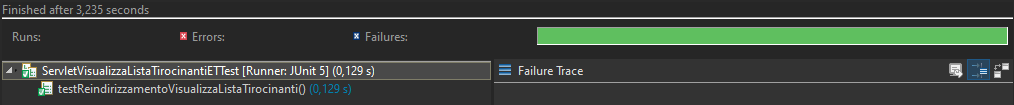 Finished after 3,235 seconds
Runs: Errors: Failures:
ServletVisualizzaListaTirocinantiETTest [Runner: JUnit 5] (0,129 s)
Failure Trace
testReindirizzamentoVisualizzaListaTirocinanti() (0,129 s)